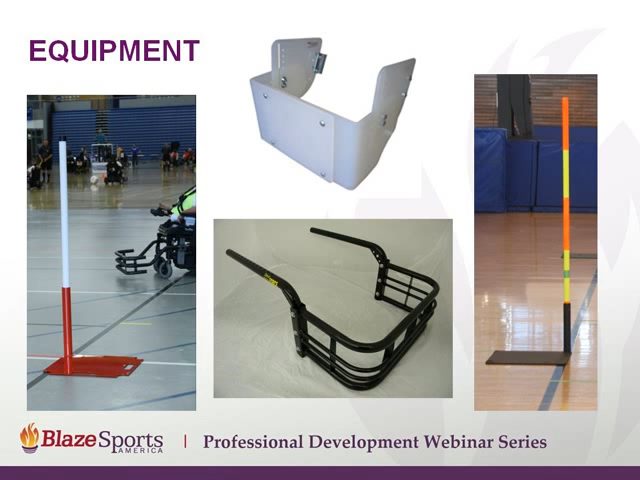 EQUIPMENT
BlazeSports
AMERICA
| Professional Development Webinar Series